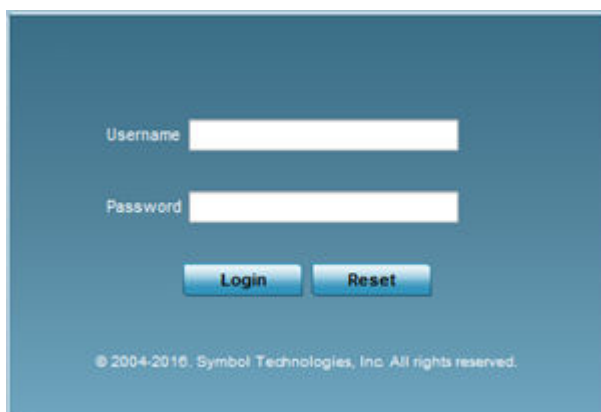 Username
Password
Login Reset
© 2004-2016. Symbol Technologies, Inc. All rights reserved.